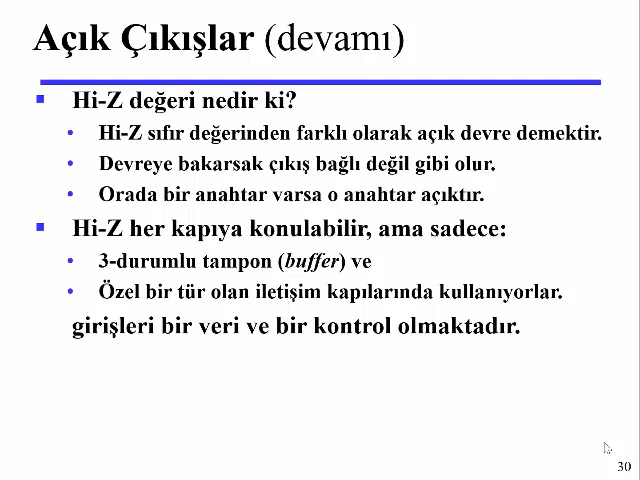 Açık Çıkışlar (devamı)
Hi-Z değeri nedir ki?
Hi-Z sıfır değerinden farklı olarak açık devre demektir.
Devreye bakarsak çıkış bağlı değil gibi olur.
Orada bir anahtar varsa o anahtar açıktır.
Hi-Z her kapıya konulabilir, ama sadece:
3-durumlu tampon (buffer) ve
Özel bir tür olan iletişim kapılarında kullanıyorlar.
girişleri bir veri ve bir kontrol olmaktadır.
30